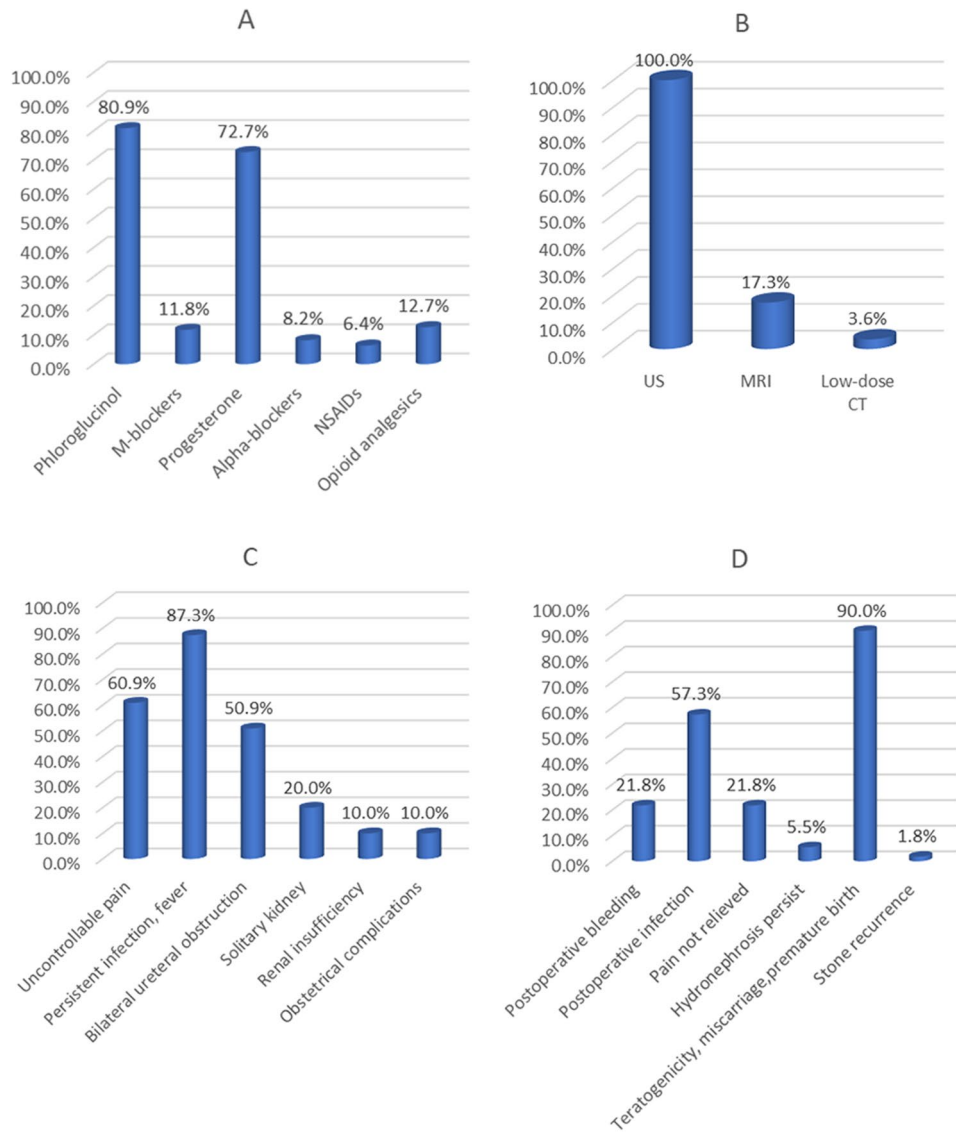 A
100.0%
90.0%
80.0%
70.0%
60.0%
50.0%
40.0%
30.0%
20.0%
10.0%
0.0%
80.9%
11.8%
72.7%
8.2%
6.4%
12.7%
Phloroglucinol
M-blockers
Progesterone
Alpha-blockers
NSAIDs
Opioid analgesics
B
100.0%
90.0%
80.0%
70.0%
60.0%
50.0%
40.0%
30.0%
20.0%
10.0%
0.0%
100.0%
17.3%
3.6%
US
MRI
Low-dose
CT
C
100.0%
90.0%
80.0%
70.0%
60.0%
50.0%
40.0%
30.0%
20.0%
10.0%
0.0%
60.9%
87.3%
50.9%
20.0%
10.0%
10.0%
Uncontrollable pain
Persistent infection, fever
Bilateral ureteral obstruction
Solitary kidney
Renal insufficiency
Obstetrical complications
D
100.0%
90.0%
80.0%
70.0%
60.0%
50.0%
40.0%
30.0%
20.0%
10.0%
0.0%
21.8%
57.3%
21.8%
5.5%
90.0%
1.8%
Postoperative bleeding
Postoperative infection
Pain not relieved
Hydronephrosis persist
Teratogenicity, miscarriage,premature birth
Stone recurrence